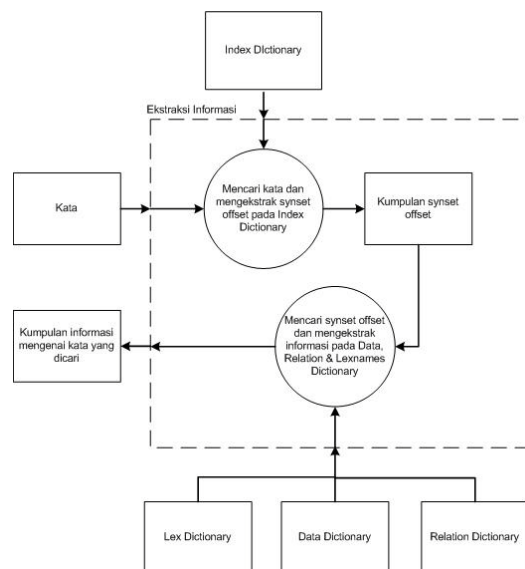 Index DIctionary
Ekstraksi Informasi
Kata
Mencari kata dan
mengekstrak synset
offset pada Index
Dictionary
Kumpulan synset
offset
Kumpulan informasi
mengenai kata yang
dicari
Mencari synset offset
dan mengekstrak
informasi pada Data,
Relation & Lexnames
Dictionary
Lex Dictionary
Data Dictionary
Relation Dictionary